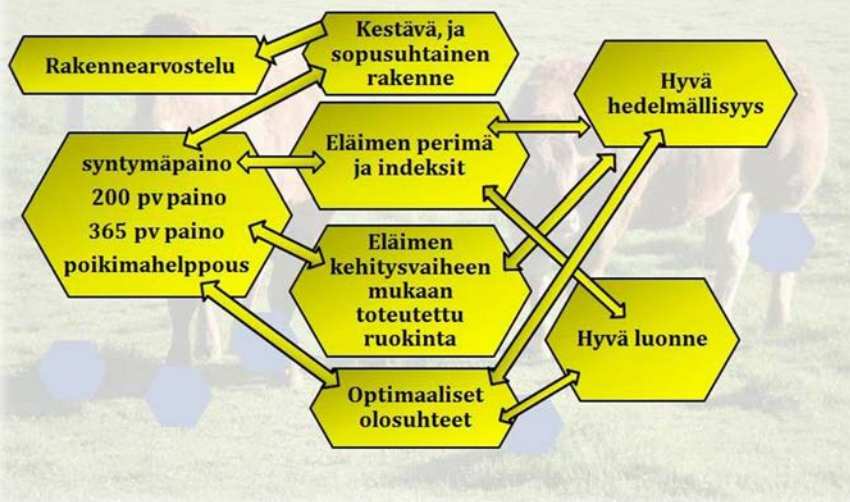 Rakennearvostelu
Kestävä, ja
sopusuhtainen
rakenne
Hyvä
hedelmällisyys
syntymäpaino
200 pv paino
365 pv paino
poikimahelppous
Eläimen perimä
ja indeksit
Eläimen
kehitysvaiheen
mukaan
toteutettu
ruokinta
Hyvä luonne
Optimaaliset
olosuhteet